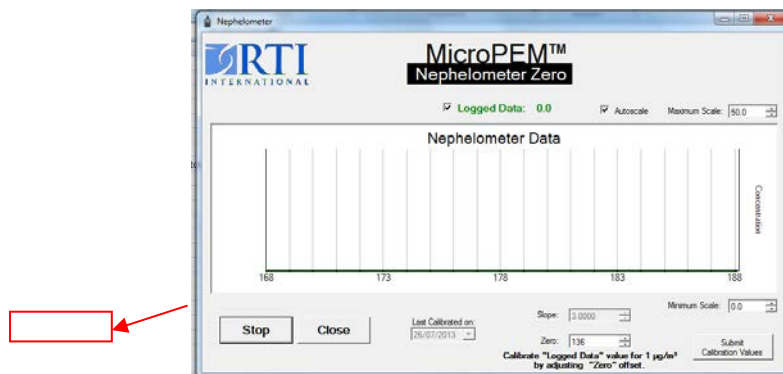 Nephelometer
RTI
INTERNATIONAL
MicroPEM™
Nephelometer Zero
Logged Data: 0.0
Autoscale
Maximum Scale: 50.0
Nephelometer Data
Concentration
168 173 178 183 188
Minimum Scale: 0.0
Stop
Close
Last Calibrated on:
26/07/2013
Slope: 3.0000
Zero: 136
Submit
Calibration Values
Calibrate "Logged Data" value for 1 µg/m³
by adjusting "Zero" offset.